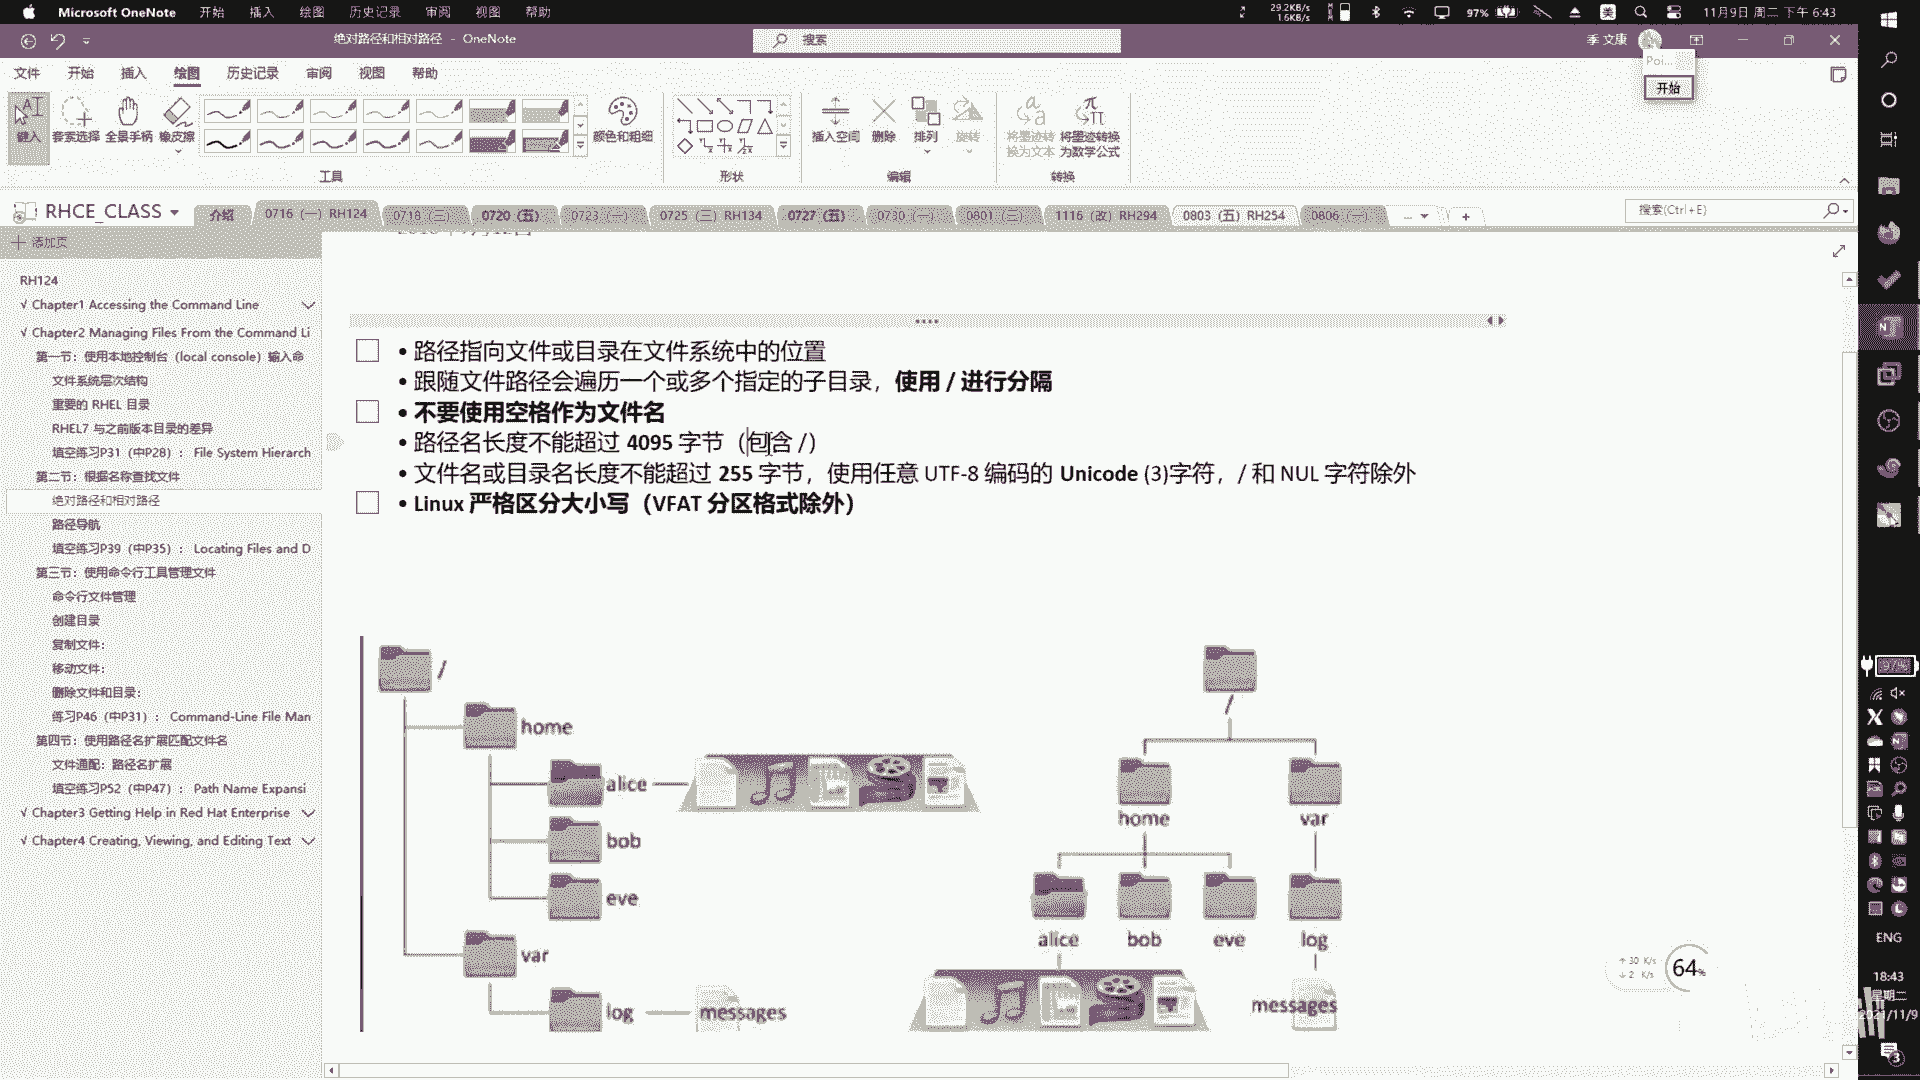 Microsoft OneNote 开始 插入 绘图 历史记录 审阅 视图 帮助 29.2KB/s 1.6KB/s 97% 美 11月9日 周二 下午 6:43
绝对路径和相对路径 - OneNote 搜索 季 文康
Poi...
开始
文件 开始 插入 绘图 历史记录 审阅 视图 帮助
键入 套索选择 全景手柄 橡皮擦 颜色和粗细 插入空间 删除 排列 旋转 将墨迹转换为文本 将墨迹转换为数学公式
工具 形状 编辑 转换
RHCE_CLASS 介绍 0716（一）RH124 0718（三） 0720（五） 0723（一） 0725（三）RH134 0727（五） 0730（一） 0801（三） 1116（改）RH294 0803（五）RH254 0806（一） ... + 搜索(Ctrl+E)
添加页
RH124
√ Chapter1 Accessing the Command Line
√ Chapter2 Managing Files From the Command Li
第一节：使用本地控制台（local console）输入命
文件系统层次结构
重要的 RHEL 目录
RHEL7 与之前版本目录的差异
填空练习P31（中P28）： File System Hierarch
第二节：根据名称查找文件
绝对路径和相对路径
路径导航
填空练习P39（中P35）： Locating Files and D
第三节：使用命令行工具管理文件
命令行文件管理
创建目录
复制文件：
移动文件：
删除文件和目录：
练习P46（中P31）： Command-Line File Man
第四节：使用路径名扩展匹配文件名
文件通配：路径名扩展
填空练习P52（中P47）： Path Name Expansi
√ Chapter3 Getting Help in Red Hat Enterprise
√ Chapter4 Creating, Viewing, and Editing Text
• 路径指向文件或目录在文件系统中的位置
• 跟随文件路径会遍历一个或多个指定的子目录，使用 / 进行分隔
• 不要使用空格作为文件名
• 路径名长度不能超过 4095 字节（包含 /）
• 文件名或目录名长度不能超过 255 字节，使用任意 UTF-8 编码的 Unicode (3)字符，/ 和 NUL 字符除外
• Linux 严格区分大小写（VFAT 分区格式除外）
/
home
alice
bob
eve
var
log messages
/
home var
alice bob eve log
messages
30 K/s
2 K/s
64%
97%
ENG
18:43
星期二
2021/11/9
3